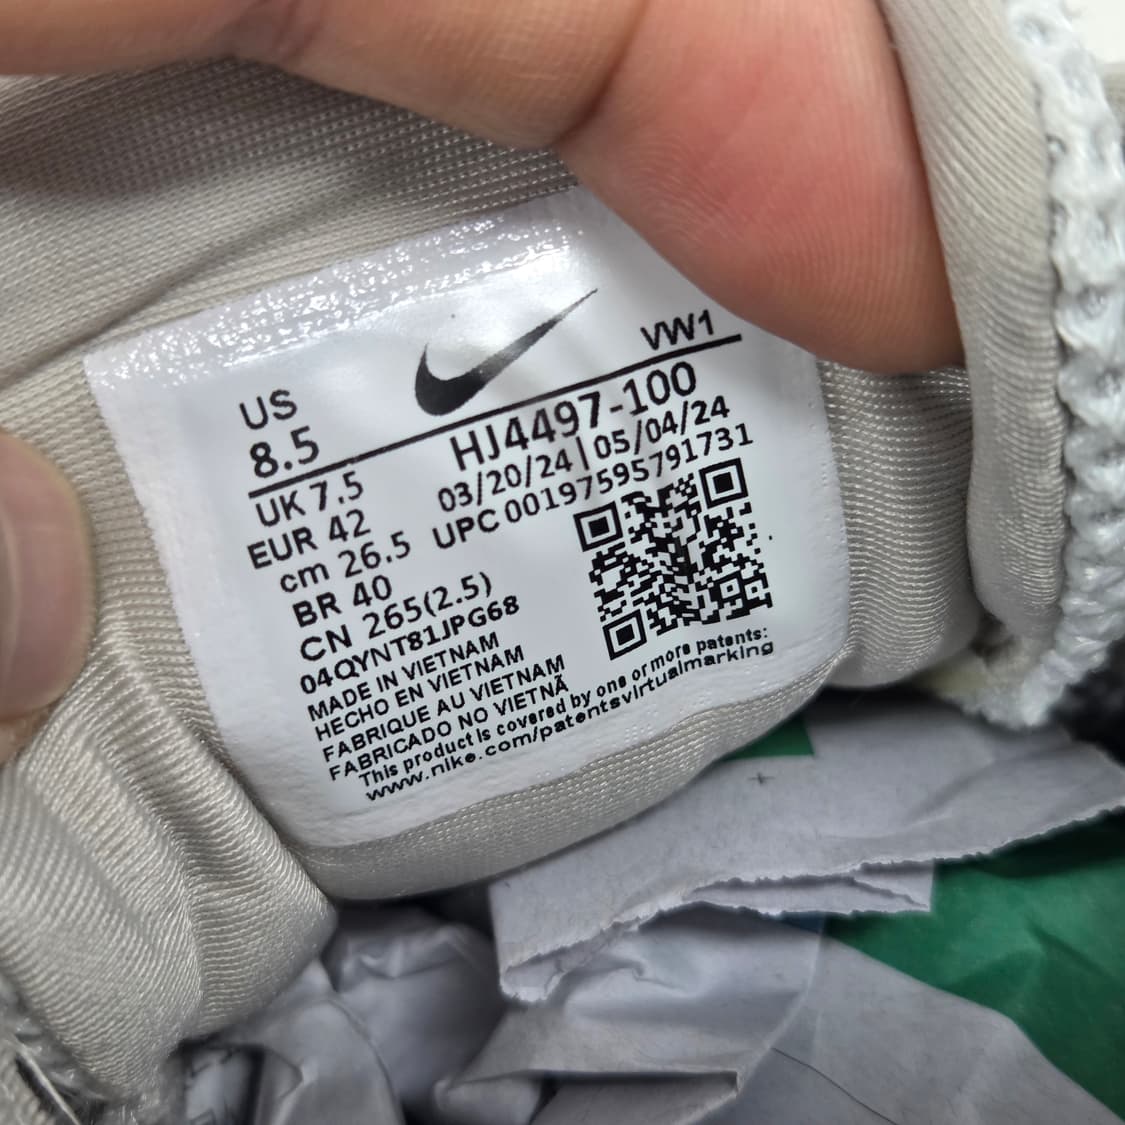 VW1
US
8.5
HJ4497-100
03/20/24 | 05/04/24
UPC 00197595791731
UK 7.5
EUR 42
cm 26.5
BR 40
CN 265(2.5)
04QYNT81JPG68
MADE IN VIETNAM
HECHO EN VIETNAM
FABRIQUE AU VIETNAM
FABRICADO NO VIETNÃ
This product is covered by one or more patents:
www.nike.com/patentsvirtualmarking